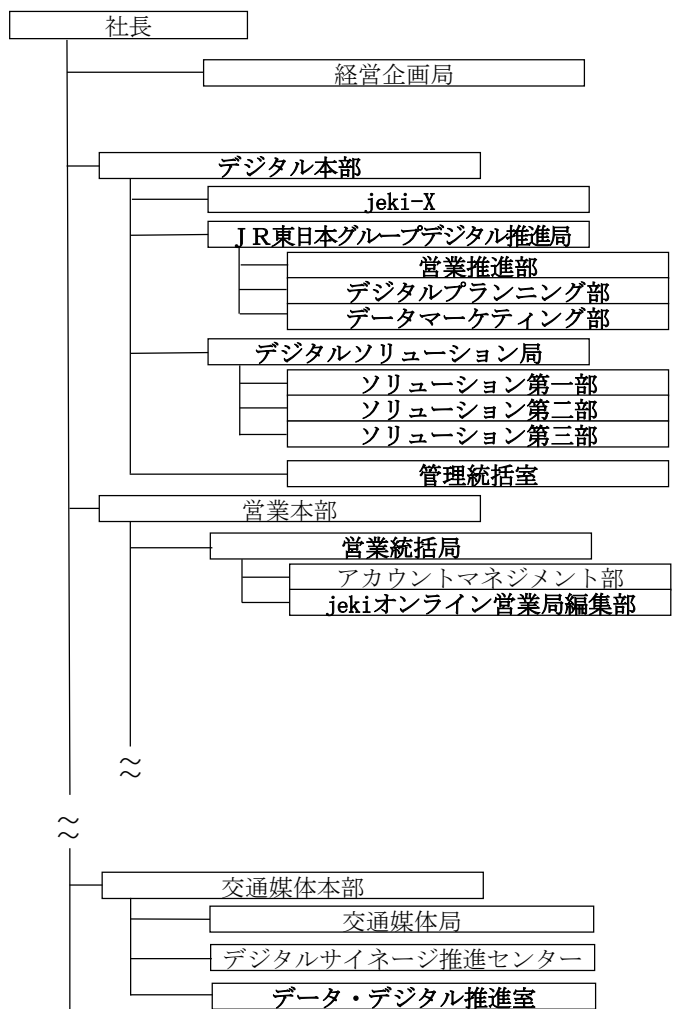 社長
経営企画局
デジタル本部
jeki-X
ＪＲ東日本グループデジタル推進局
営業推進部
デジタルプランニング部
データマーケティング部
デジタルソリューション局
ソリューション第一部
ソリューション第二部
ソリューション第三部
管理統括室
営業本部
営業統括局
アカウントマネジメント部
jekiオンライン営業局編集部
～
～
～
～
交通媒体本部
交通媒体局
デジタルサイネージ推進センター
データ・デジタル推進室